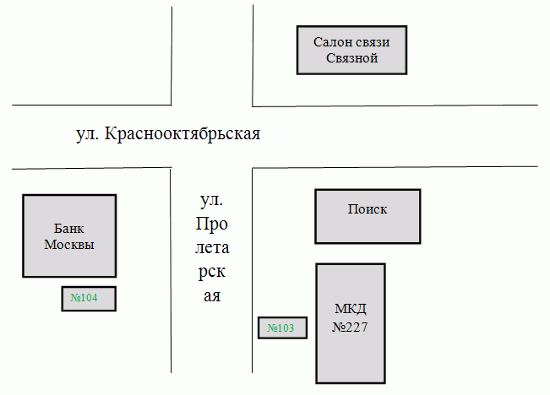 Салон связи
Связной
ул. Краснооктябрьская
ул.
Про
лета
рск
ая
Поиск
Банк
Москвы
№104
№103
МКД
№227